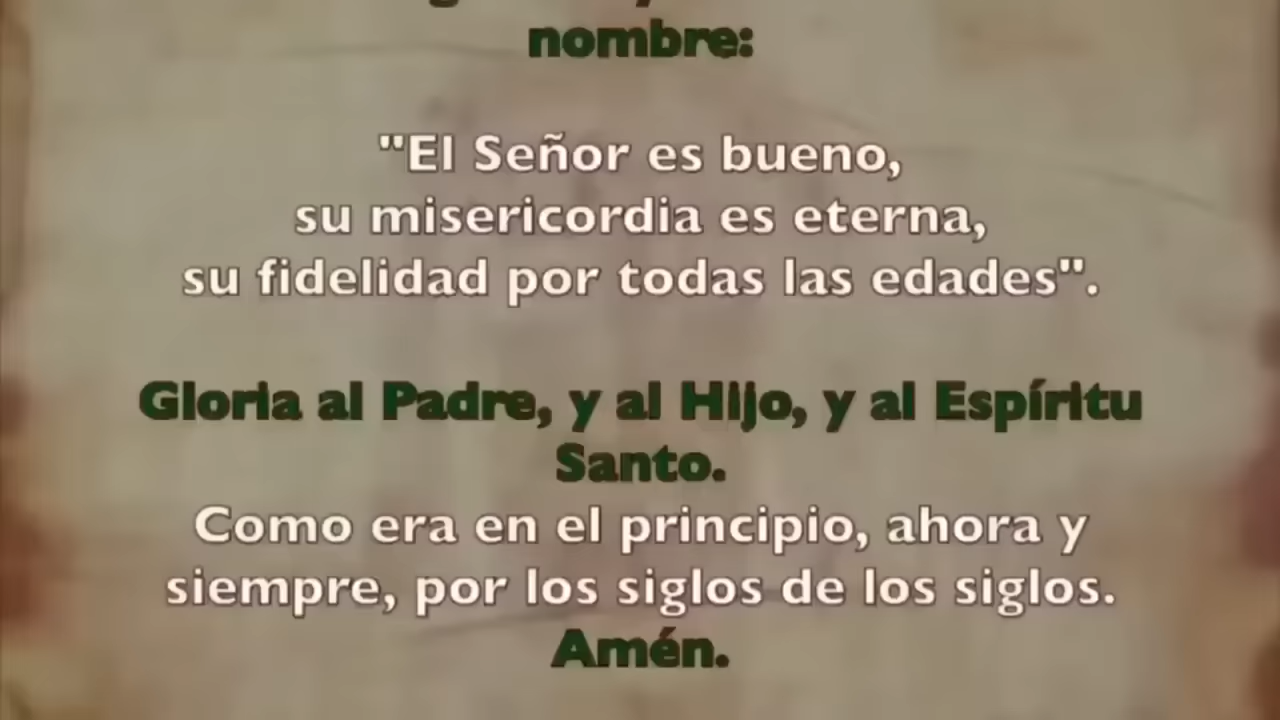 nombre:
"El Señor es bueno,
su misericordia es eterna,
su fidelidad por todas las edades".
Gloria al Padre, y al Hijo, y al Espíritu
Santo.
Como era en el principio, ahora y
siempre, por los siglos de los siglos.
Amén.